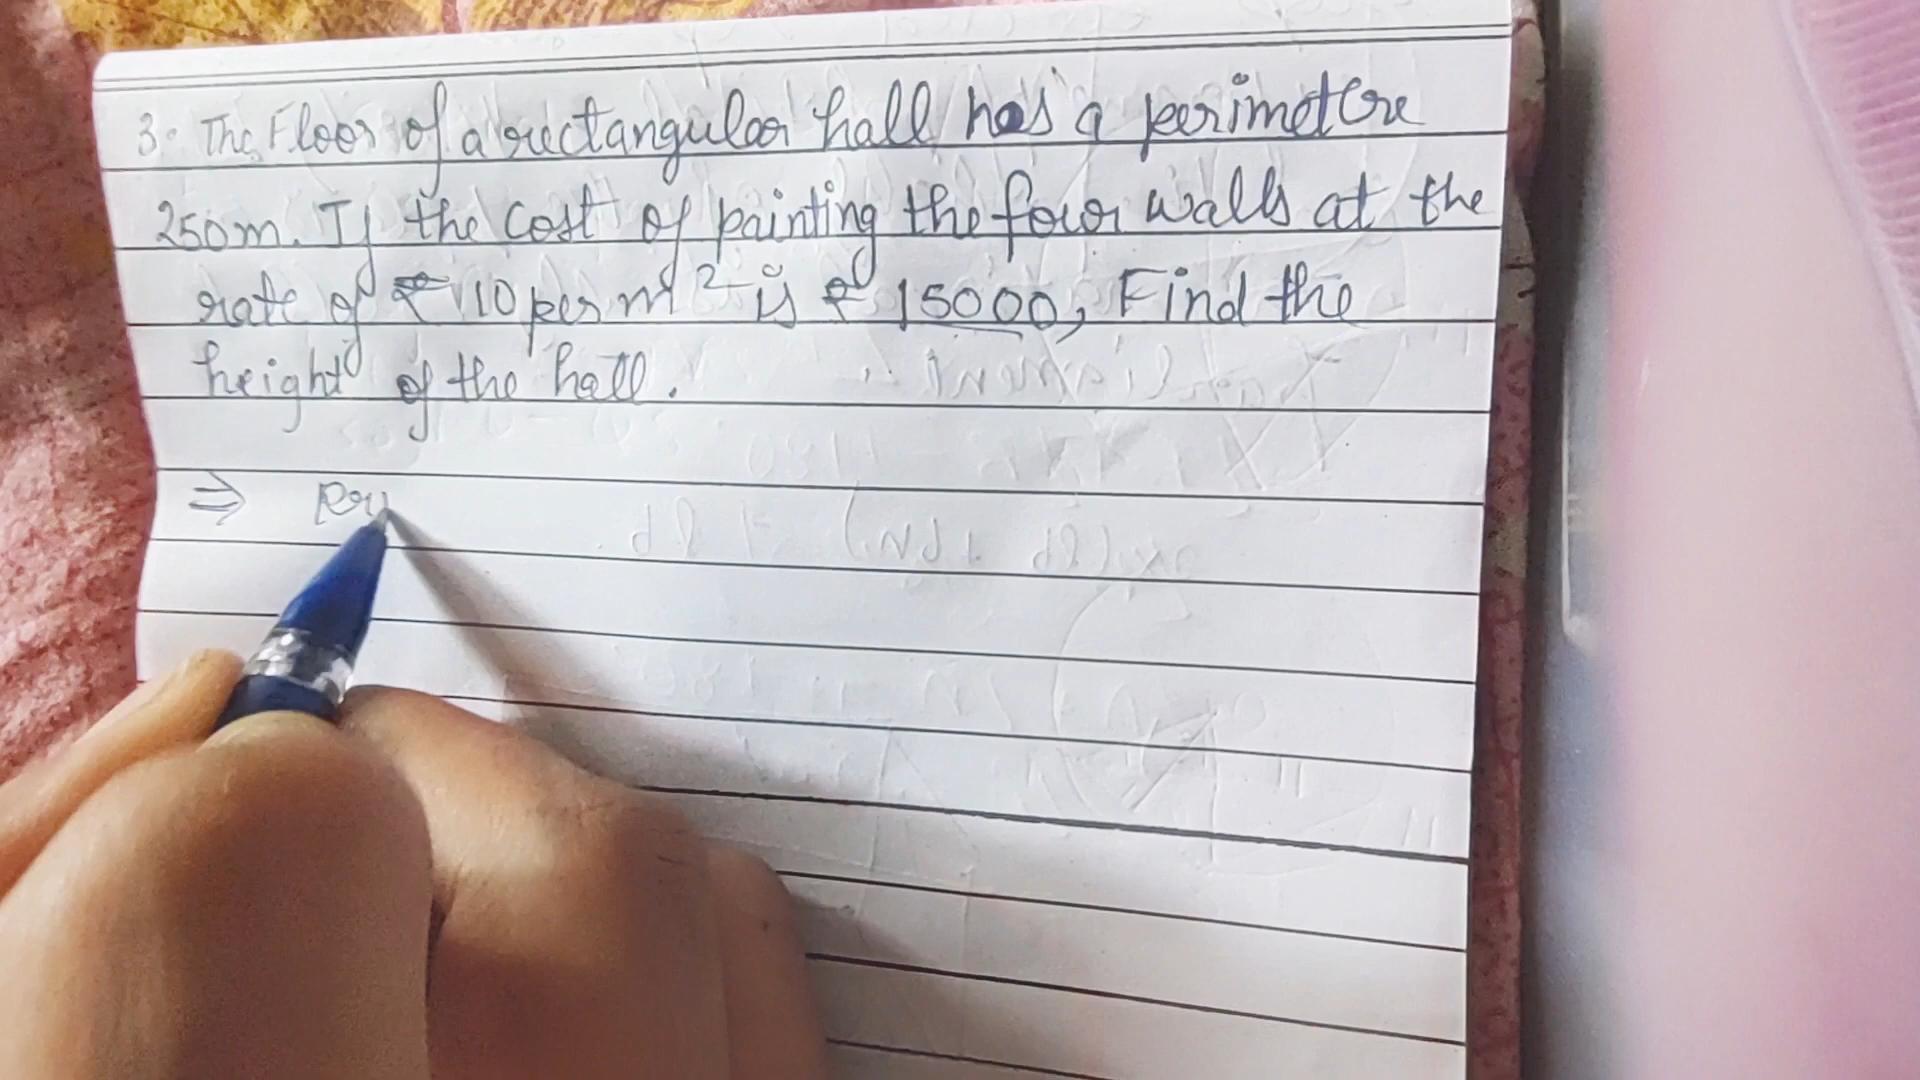 3. The Floor of a rectangular hall has a perimetre
250m. If the cost of painting the four walls at the
rate of ₹ 10 per m² is ₹ 15000, Find the
height of the hall.
⇒ Per